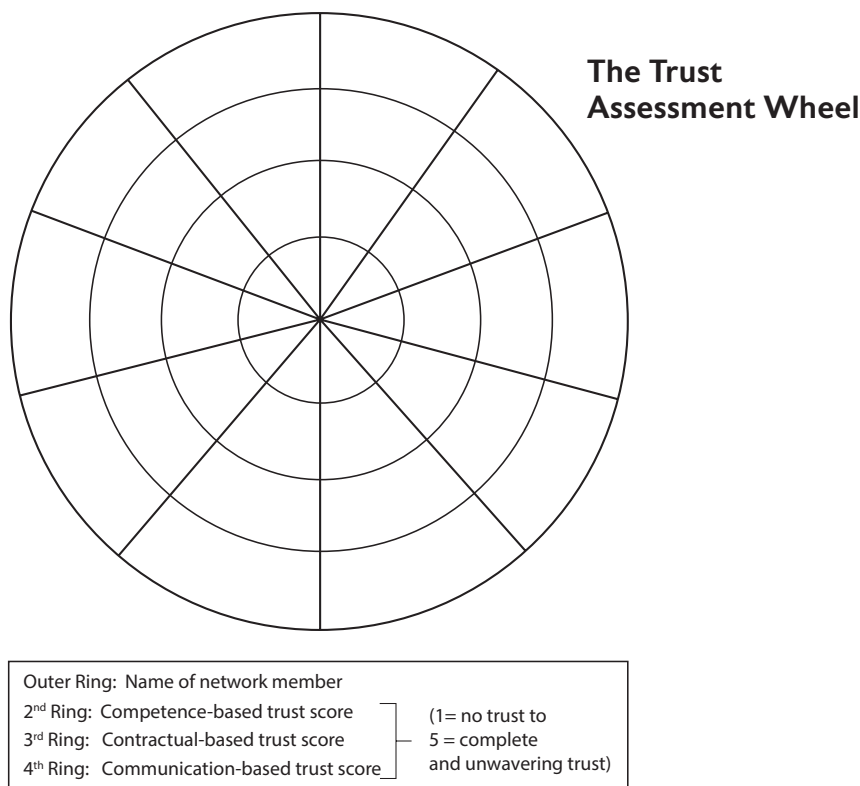 The Trust
Assessment Wheel
Outer Ring: Name of network member
2nd Ring: Competence-based trust score
3rd Ring: Contractual-based trust score
4th Ring: Communication-based trust score
(1= no trust to
5 = complete
and unwavering trust)